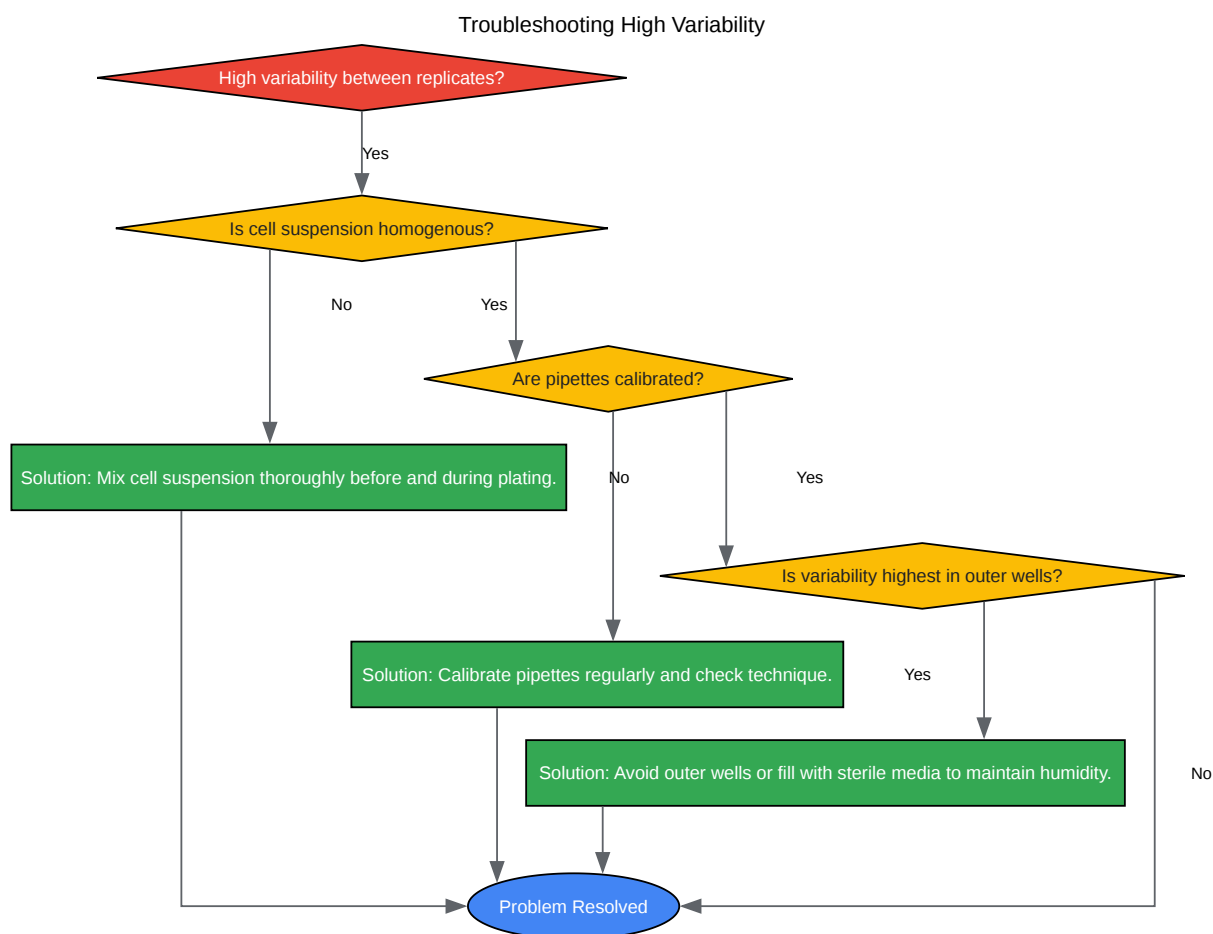 Troubleshooting High Variability
High variability between replicates?
Yes
Is cell suspension homogenous?
No
Yes
Are pipettes calibrated?
Solution: Mix cell suspension thoroughly before and during plating.
No
Yes
Is variability highest in outer wells?
Solution: Calibrate pipettes regularly and check technique.
Yes
Solution: Avoid outer wells or fill with sterile media to maintain humidity.
No
Problem Resolved